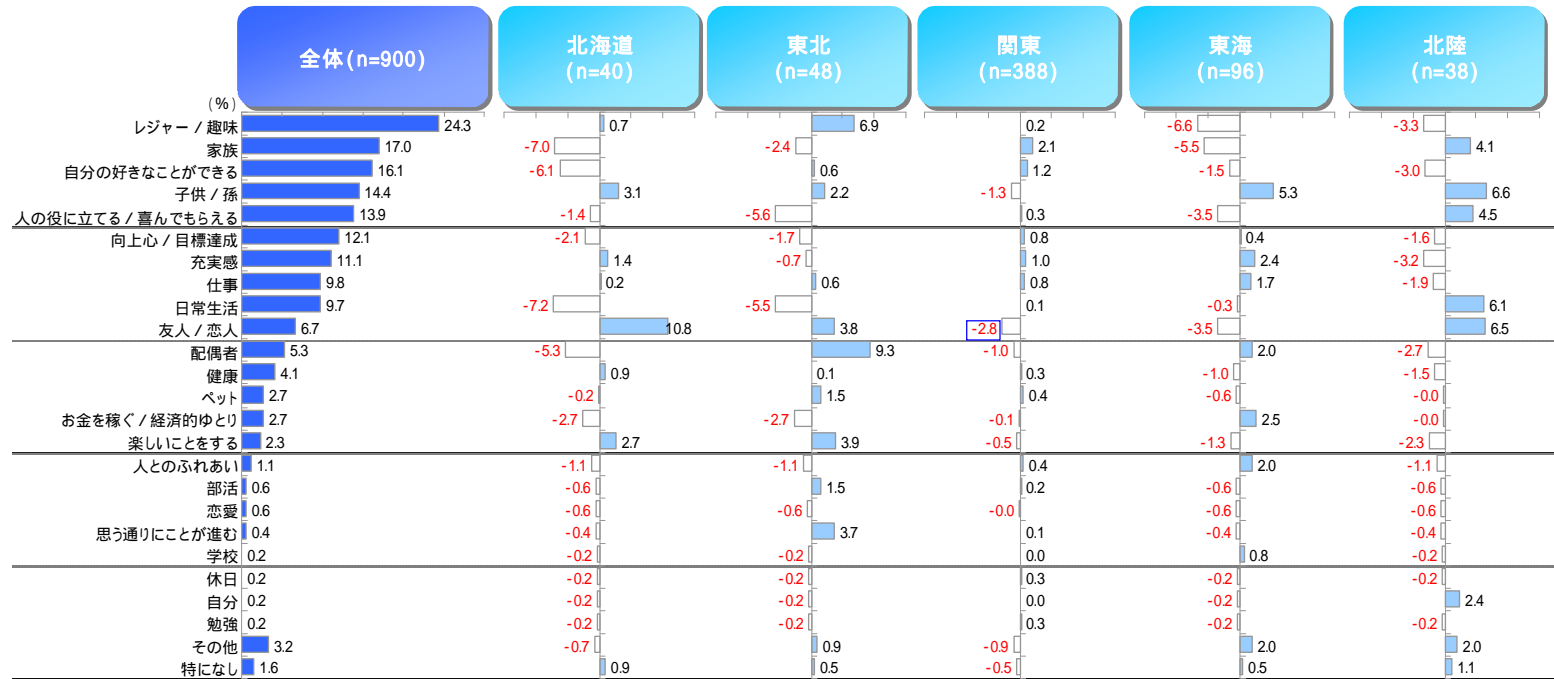 全体(n=900)
北海道
(n=40)
東北
(n=48)
関東
(n=388)
東海
(n=96)
北陸
(n=38)
(%)
レジャー / 趣味 24.3 0.7 6.9 0.2 -6.6 -3.3
家族 17.0 -7.0 -2.4 2.1 -5.5 4.1
自分の好きなことができる 16.1 -6.1 0.6 1.2 -1.5 -3.0
子供 / 孫 14.4 3.1 2.2 -1.3 5.3 6.6
人の役に立てる / 喜んでもらえる 13.9 -1.4 -5.6 0.3 -3.5 4.5
向上心 / 目標達成 12.1 -2.1 -1.7 0.8 0.4 -1.6
充実感 11.1 1.4 -0.7 1.0 2.4 -3.2
仕事 9.8 0.2 0.6 0.8 1.7 -1.9
日常生活 9.7 -7.2 -5.5 0.1 -0.3 6.1
友人 / 恋人 6.7 10.8 3.8 -2.8 -3.5 6.5
配偶者 5.3 -5.3 9.3 -1.0 2.0 -2.7
健康 4.1 0.9 0.1 0.3 -1.0 -1.5
ペット 2.7 -0.2 1.5 0.4 -0.6 -0.0
お金を稼ぐ / 経済的ゆとり 2.7 -2.7 -2.7 -0.1 2.5 -0.0
楽しいことをする 2.3 2.7 3.9 -0.5 -1.3 -2.3
人とのふれあい 1.1 -1.1 -1.1 0.4 2.0 -1.1
部活 0.6 -0.6 1.5 0.2 -0.6 -0.6
恋愛 0.6 -0.6 -0.6 -0.0 -0.6 -0.6
思う通りにことが進む 0.4 -0.4 3.7 0.1 -0.4 -0.4
学校 0.2 -0.2 -0.2 0.0 0.8 -0.2
休日 0.2 -0.2 -0.2 0.3 -0.2 -0.2
自分 0.2 -0.2 -0.2 0.0 -0.2 2.4
勉強 0.2 -0.2 -0.2 0.3 -0.2 -0.2
その他 3.2 -0.7 0.9 -0.9 2.0 2.0
特になし 1.6 0.9 0.5 -0.5 0.5 1.1